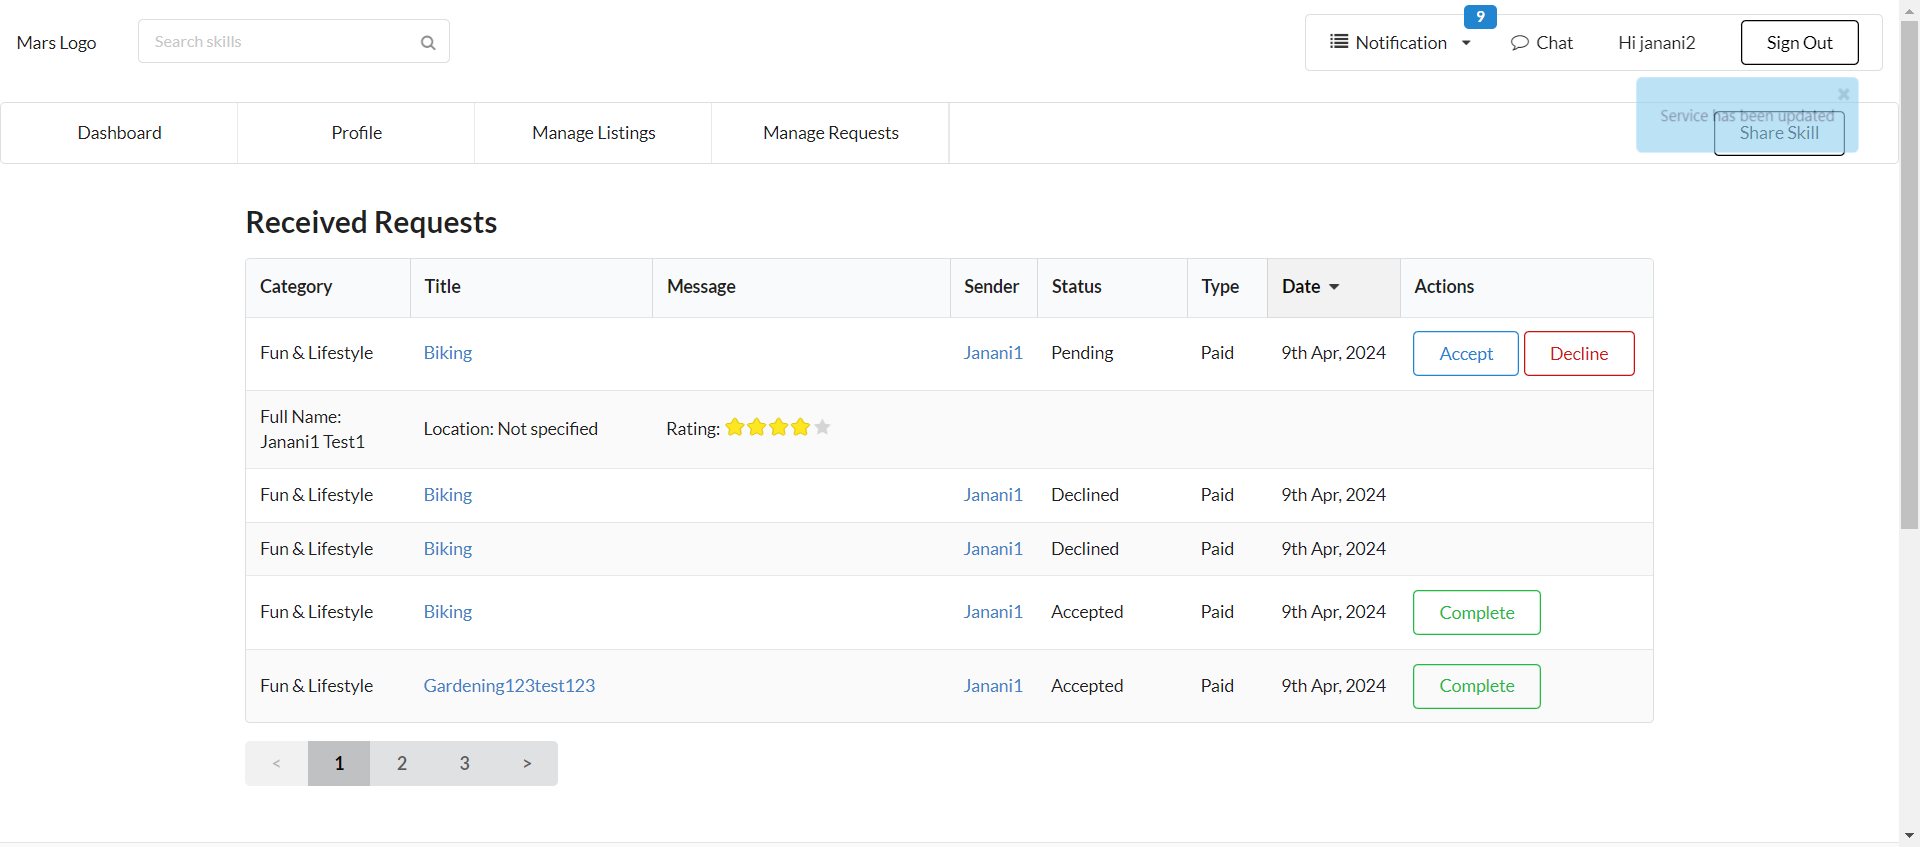 Mars Logo
Search skills
9
Notification
Chat
Hi janani2
Sign Out
Dashboard
Profile
Manage Listings
Manage Requests
Service has been updated
Share Skill
Received Requests
Category Title Message Sender Status Type Date Actions
Fun & Lifestyle Biking Janani1 Pending Paid 9th Apr, 2024 Accept Decline
Full Name:
Janani1 Test1
Location: Not specified
Rating:
Fun & Lifestyle Biking Janani1 Declined Paid 9th Apr, 2024
Fun & Lifestyle Biking Janani1 Declined Paid 9th Apr, 2024
Fun & Lifestyle Biking Janani1 Accepted Paid 9th Apr, 2024 Complete
Fun & Lifestyle Gardening123test123 Janani1 Accepted Paid 9th Apr, 2024 Complete
< 1 2 3 >